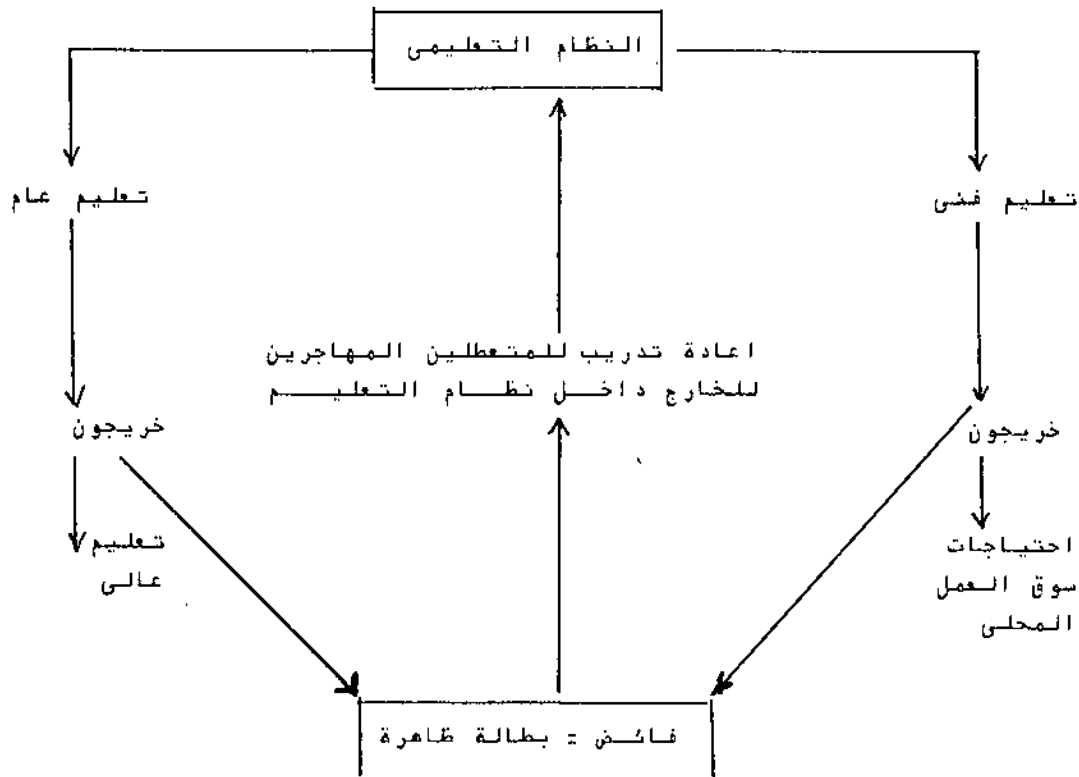 النظام التعليمى
تعليم فنى
تعليم عام
اعادة تدريب للمتعطلين المهاجرين
للخارج داخل نظام التعليم
خريجون
خريجون
احتياجات
سوق العمل
المحلى
تعليم
عالى
فائض = بطالة ظاهرة